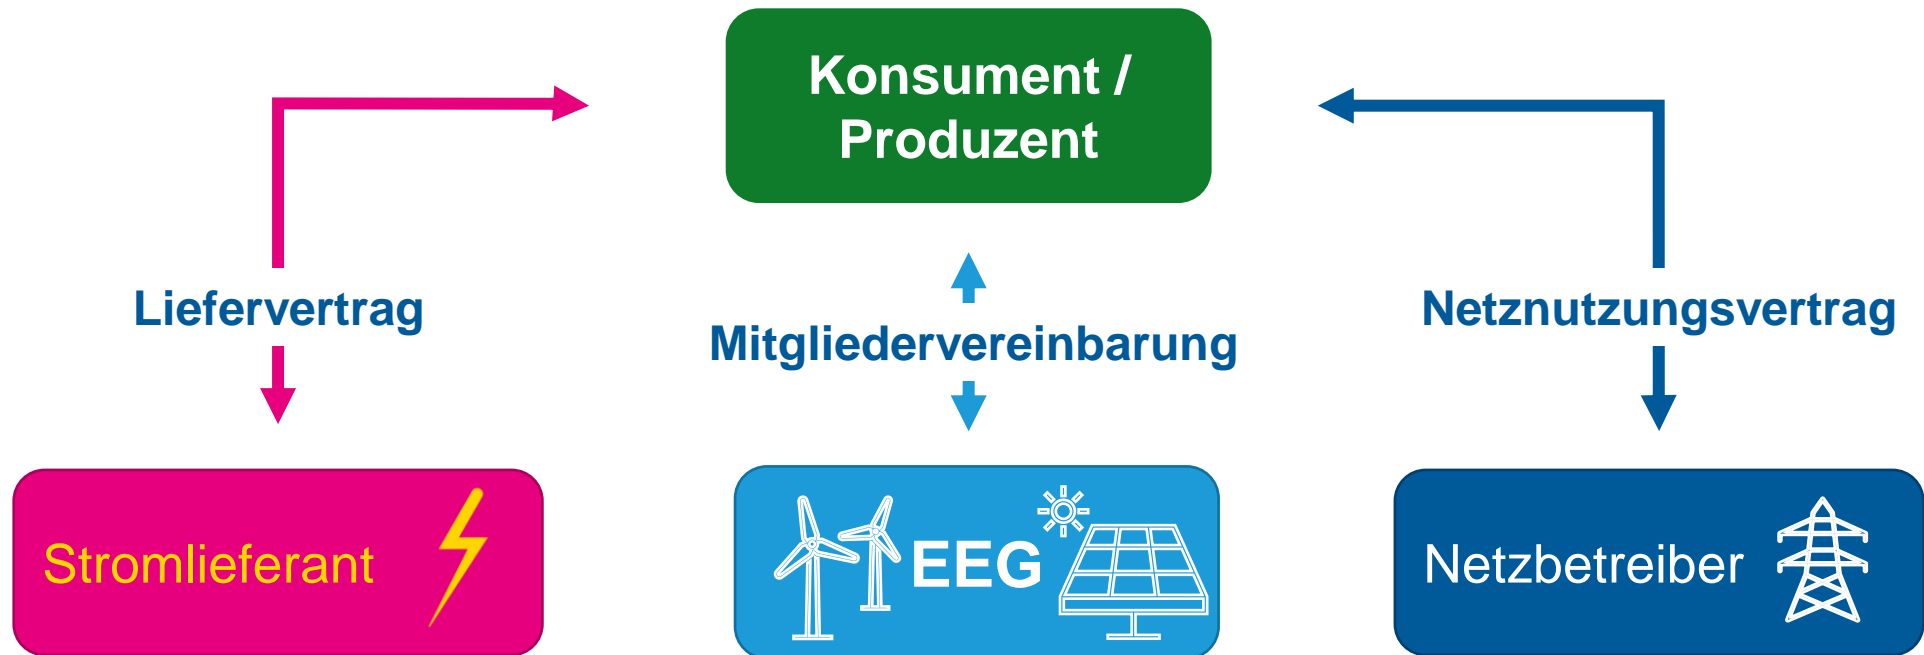 Konsument /
Produzent
Liefervertrag
Mitgliedervereinbarung
Netznutzungsvertrag
Stromlieferant
EEG
Netzbetreiber